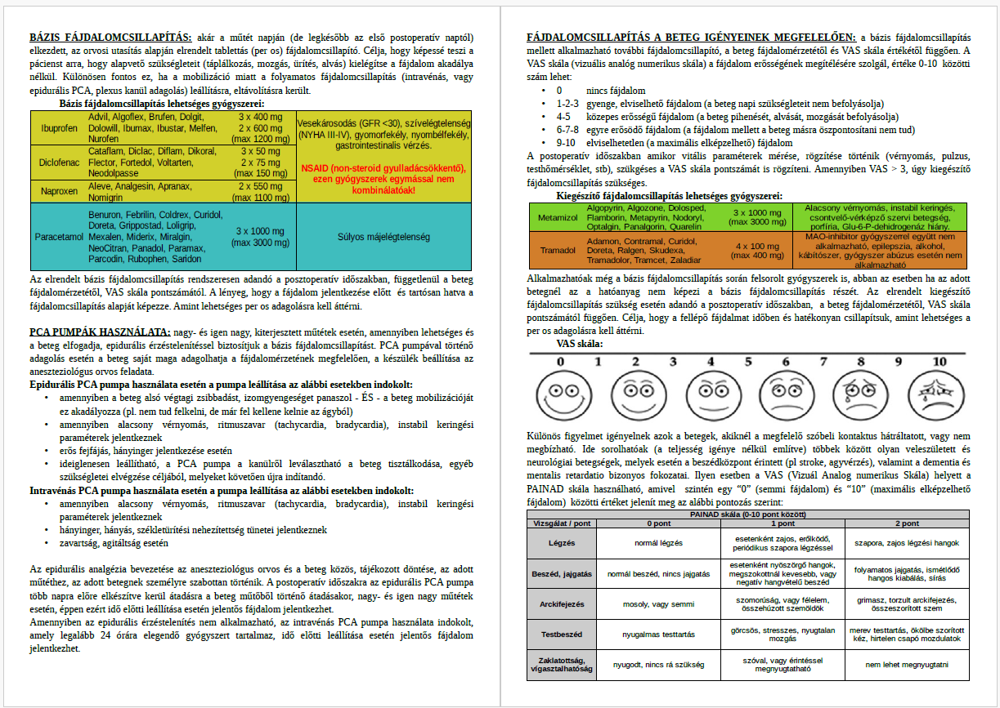 BÁZIS FÁJDALOMCSILLAPÍTÁS: akár a műtét napján (de legkésőbb az első postoperatív naptól)
elkezdett, az orvosi utasítás alapján elrendelt tablettás (per os) fájdalomcsillapító. Célja, hogy képessé teszi a
pácienst arra, hogy alapvető szükségleteit (táplálkozás, mozgás, ürítés, alvás) kielégítse a fájdalom akadálya
nélkül. Különösen fontos ez, ha a mobilizáció miatt a folyamatos fájdalomcsillapítás (intravénás, vagy
epidurális PCA, plexus kanül adagolás) leállításra, eltávolításra került.
Bázis fájdalomcsillapítás lehetséges gyógyszerei:
Ibuprofen
Advil, Algoflex, Brufen, Dolgit,
Dolowill, Ibumax, Ibustar, Melfen,
Nurofen
3 x 400 mg
2 x 600 mg
(max 1200 mg)
Vesekárosodás (GFR <30), szívelégtelenség
(NYHA III-IV), gyomorfekély, nyombélfekély,
gastrointestinalis vérzés.
NSAID (non-steroid gyulladácsökkentő),
ezen gyógyszerek egymással nem
kombinálatóak!
Diclofenac
Cataflam, Diclac, Diflam, Dikoral,
Flector, Fortedol, Voltarten,
Neodolpasse
3 x 50 mg
2 x 75 mg
(max 150 mg)
Naproxen
Aleve, Analgesin, Apranax,
Nomigrin
2 x 550 mg
(max 1100 mg)
Paracetamol
Benuron, Febrilin, Coldrex, Curidol,
Doreta, Grippostad, Loligrip,
Mexalen, Miderix, Miralgin,
NeoCitran, Panadol, Paramax,
Parcodin, Rubophen, Saridon
3 x 1000 mg
(max 3000 mg)
Súlyos májelégtelenség
Az elrendelt bázis fájdalomcsillapítás rendszeresen adandó a posztoperatív időszakban, függetlenül a beteg
fájdalomérzetétől, VAS skála pontszámától. A lényeg, hogy a fájdalom jelentkezése előtt és tartósan hatva a
fájdalomcsillapítás alapját képezze. Amint lehetséges per os adagolásra kell áttérni.
PCA PUMPÁK HASZNÁLATA: nagy- és igen nagy, kiterjesztett műtétek esetén, amennyiben lehetséges és
a beteg elfogadja, epidurális érzéstelenítéssel biztosítjuk a bázis fájdalomcsillapítást. PCA pumpával történő
adagolás esetén a beteg saját maga adagolhatja a fájdalomérzetének megfelelően, a készülék beállítása az
aneszteziológus orvos feladata.
Epidurális PCA pumpa használata esetén a pumpa leállítása az alábbi esetekben indokolt:
• amennyiben a beteg alsó végtagi zsibbadást, izomgyengeséget panaszol - ÉS - a beteg mobilizációját
ez akadályozza (pl. nem tud felkelni, de már fel kellene kelnie az ágyból)
• amennyiben alacsony vérnyomás, ritmuszavar (tachycardia, bradycardia), instabil keringési
paraméterek jelentkeznek
• erős fejfájás, hányinger jelentkezése esetén
• ideiglenesen leállítható, a PCA pumpa a kanülről leválasztható a beteg tisztálkodása, egyéb
szükségletei elvégzése céljából, melyeket követően újra indítandó.
Intravénás PCA pumpa használata esetén a pumpa leállítása az alábbi esetekben indokolt:
• amennyiben alacsony vérnyomás, ritmuszavar (tachycardia, bradycardia), instabil keringési
paraméterek jelentkeznek
• hányinger, hányás, székletürítési nehezítettség tünetei jelentkeznek
• zavartság, agitáltság esetén
Az epidurális analgézia bevezetése az aneszteziológus orvos és a beteg közös, tájékozott döntése, az adott
műtéthez, az adott betegnek személyre szabottan történik. A postoperatív időszakra az epidurális PCA pumpa
több napra előre elkészítve kerül átadásra a beteg műtőből történő átadásakor, nagy- és igen nagy műtétek
esetén, éppen ezért idő előtti leállítása esetén jelentős fájdalom jelentkezhet.
Amennyiben az epidurális érzéstelenítés nem alkalmazható, az intravénás PCA pumpa használata indokolt,
amely legalább 24 órára elegendő gyógyszert tartalmaz, idő előtti leállítása esetén jelentős fájdalom
jelentkezhet.
FÁJDALOMCSILLAPÍTÁS A BETEG IGÉNYEINEK MEGFELELŐEN: a bázis fájdalomcsillapítás
mellett alkalmazható további fájdalomcsillapító, a beteg fájdalomérzetétől és VAS skála értékétől függően. A
VAS skála (vizuális analóg numerikus skála) a fájdalom erősségének megítélésére szolgál, értéke 0-10 közötti
szám lehet:
• 0 nincs fájdalom
• 1-2-3 gyenge, elviselhető fájdalom (a beteg napi szükségleteit nem befolyásolja)
• 4-5 közepes erősségű fájdalom (a beteg pihenését, alvását, mozgását befolyásolja)
• 6-7-8 egyre erősödő fájdalom (a fájdalom mellett a beteg másra öszpontosítani nem tud)
• 9-10 elviselhetetlen (a maximális elképzelhető) fájdalom
A postoperatív időszakban amikor vitális paraméterek mérése, rögzítése történik (vérnyomás, pulzus,
testhőmérséklet, stb), szükgéses a VAS skála pontszámát is rögzíteni. Amennyiben VAS > 3, úgy kiegészítő
fájdalomcsillapítás szükséges.
Kiegészítő fájdalomcsillapítás lehetséges gyógyszerei:
Metamizol
Algopyrin, Algozone, Dolosped,
Flamborin, Metapyrin, Nodoryl,
Optalgin, Panalgorin, Quarelin
3 x 1000 mg
(max 3000 mg)
Alacsony vérnyomás, instabil keringés,
csontvelő-vérképző szervi betegség,
porfíria, Glu-6-P-dehidrogenáz hiány.
Tramadol
Adamon, Contramal, Curidol,
Doreta, Ralgen, Skudexa,
Tramadolor, Tramcet, Zaladiar
4 x 100 mg
(max 400 mg)
MAO-inhibitor gyógyszerrel együtt nem
alkalmazható, epilepszia, alkohol,
kábítószer, gyógyszer abúzus esetén nem
alkalmazható
Alkalmazhatóak még a bázis fájdalomcsillapítás során felsorolt gyógyszerek is, abban az esetben ha az adott
betegnél az a hatóanyag nem képezi a bázis fájdalomcsillapítás részét. Az elrendelt kiegészítő
fájdalomcsillapítás szükség esetén adandó a posztoperatív időszakban, a beteg fájdalomérzetétől, VAS skála
pontszámától függően. Célja, hogy a fellépő fájdalmat időben és hatékonyan csillapítsuk, amint lehetséges a
per os adagolásra kell áttérni.
VAS skála:
0 1 2 3 4 5 6 7 8 9 10
Különös figyelmet igényelnek azok a betegek, akiknél a megfelelő szóbeli kontaktus hátráltatott, vagy nem
megbízható. Ide sorolhatóak (a teljesség igénye nélkül említve) többek között olyan veleszületett és
neurológiai betegségek, melyek esetén a beszédközpont érintett (pl stroke, agyvérzés), valamint a dementia és
mentalis retardatio bizonyos fokozatai. Ilyen esetben a VAS (Vizuál Analog numerikus Skála) helyett a
PAINAD skála használható, amivel szintén egy “0” (semmi fájdalom) és “10” (maximális elképzelhető
fájdalom) közötti értéket jelenít meg az alábbi pontozás szerint:
PAINAD skála (0-10 pont között)
Vizsgálat / pont 0 pont 1 pont 2 pont
Légzés
normál légzés
esetenként zajos, erőlködő,
periódikus szapora légzéssel
szapora, zajos légzési hangok
Beszéd, jajgatás
normál beszéd, nincs jajgatás
esetenként nyöszörgő hangok,
megszokottnál kevesebb, vagy
negatív hangvételű beszéd
folyamatos jajgatás, ismétlődő
hangos kiabálás, sírás
Arckifejezés
mosoly, vagy semmi
szomorúság, vagy félelem,
összehúzott szemöldök
grimasz, torzult arckifejezés,
összeszorított szem
Testbeszéd
nyugalmas testtartás
görcsös, stresszes, nyugtalan
mozgás
merev testtartás, ökölbe szorított
kéz, hirtelen csapó mozdulatok
Zaklatottság,
vígasztalhatóság
nyugodt, nincs rá szükség
szóval, vagy érintéssel
megnyugtatható
nem lehet megnyugtatni